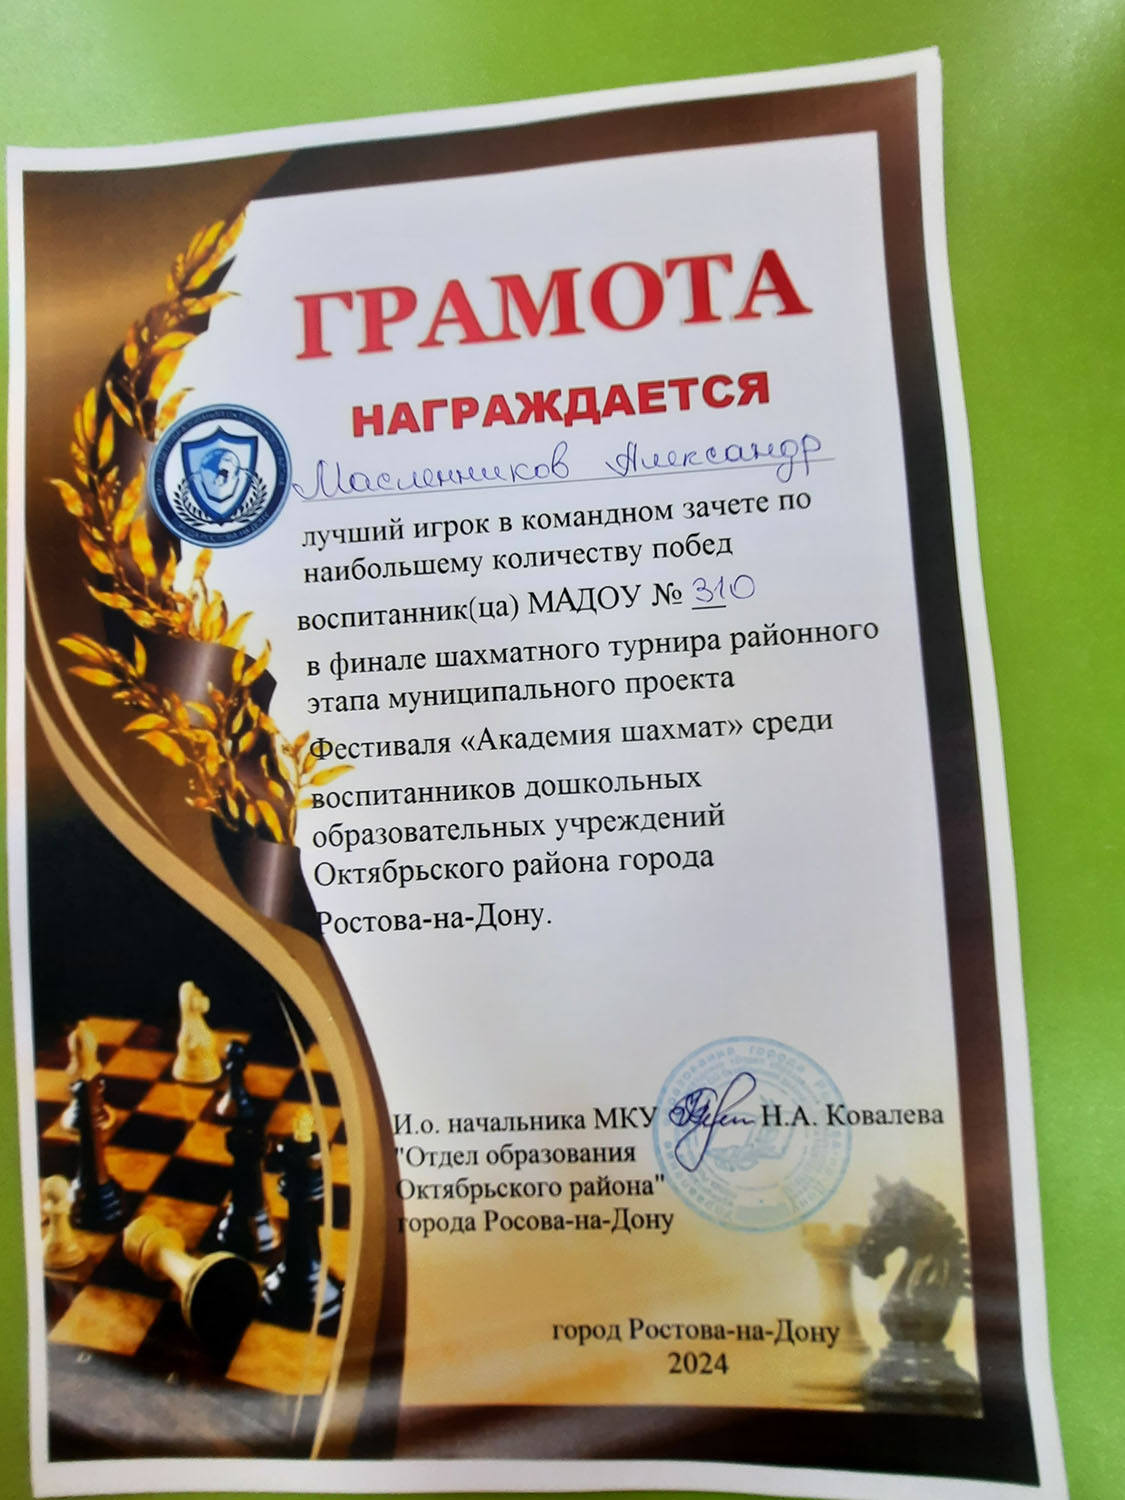 ГРАМОТА
НАГРАЖДАЕТСЯ
Масленников Александр
лучший игрок в командном зачете по
наибольшему количеству побед
воспитанник(ца) МАДОУ № 310
в финале шахматного турнира районного
этапа муниципального проекта
Фестиваля «Академия шахмат» среди
воспитанников дошкольных
образовательных учреждений
Октябрьского района города
Ростова-на-Дону.
И.о. начальника МКУ Н.А. Ковалева
"Отдел образования
Октябрьского района"
города Росова-на-Дону
город Ростова-на-Дону
2024